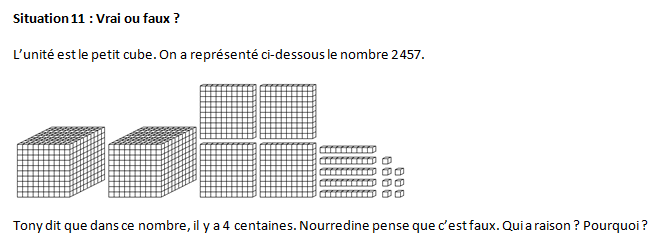 Situation 11 : Vrai ou faux ?
L'unité est le petit cube. On a représenté ci-dessous le nombre 2457.
Tony dit que dans ce nombre, il y a 4 centaines. Nourredine pense que c'est faux. Qui a raison ? Pourquoi ?